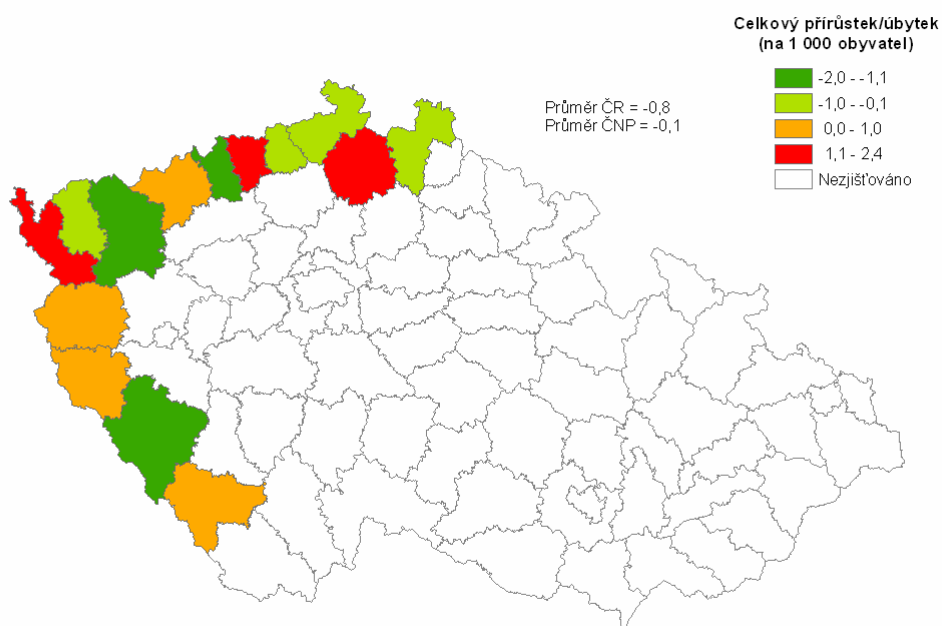 Celkový přírůstek/úbytek
(na 1 000 obyvatel)
-2,0 - -1,1
-1,0 - -0,1
0,0 - 1,0
1,1 - 2,4
Nezjišťováno
Průměr ČR = -0,8
Průměr ČNP = -0,1